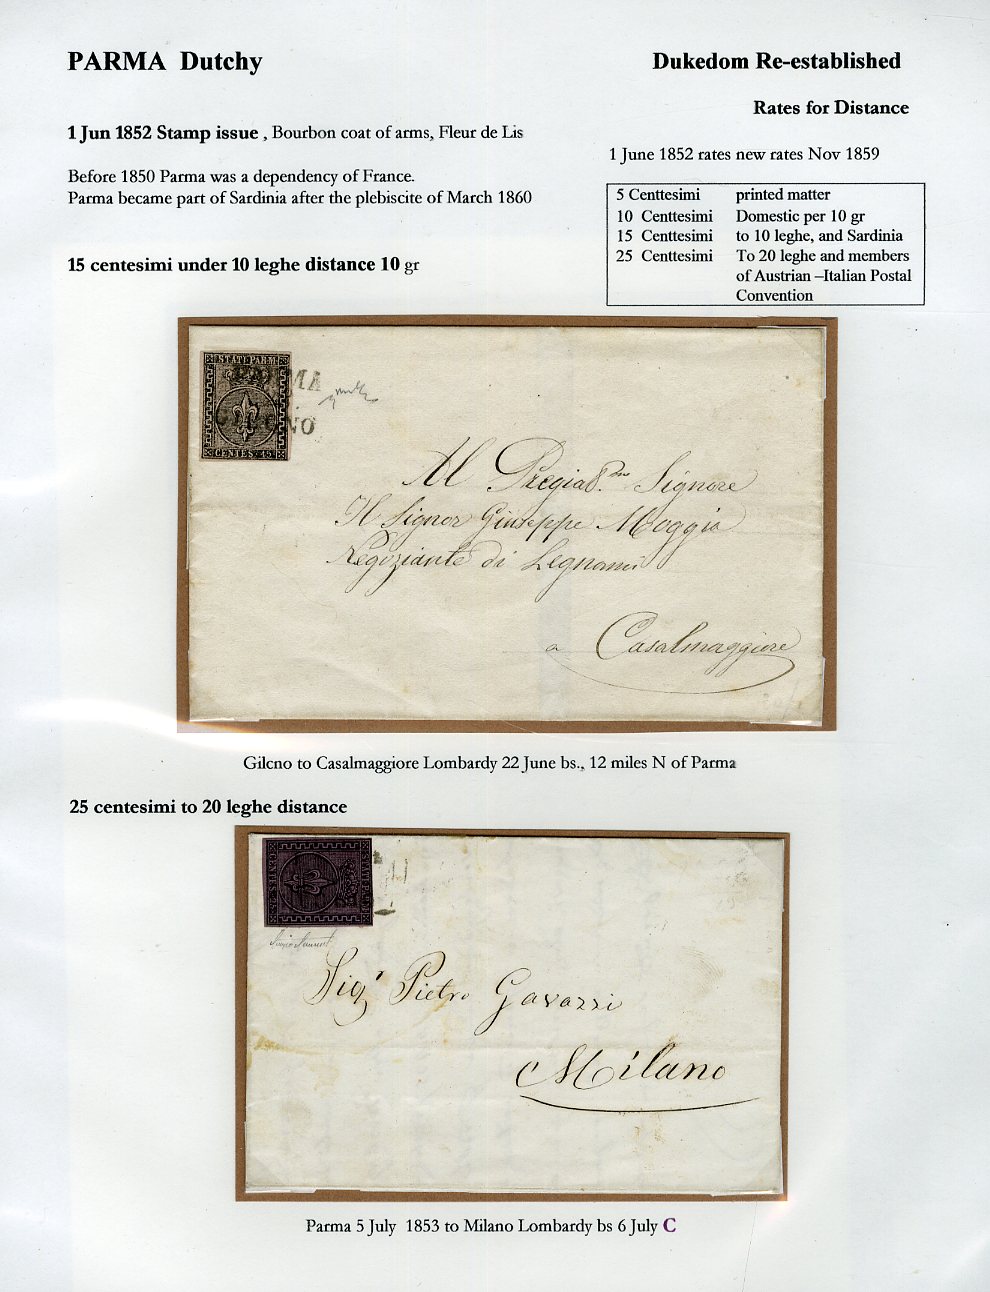 PARMA Dutchy
Dukedom Re-established
Rates for Distance
1 Jun 1852 Stamp issue , Bourbon coat of arms, Fleur de Lis
1 June 1852 rates new rates Nov 1859
Before 1850 Parma was a dependency of France.
Parma became part of Sardinia after the plebiscite of March 1860
5 Centtesimi printed matter
10 Centtesimi Domestic per 10 gr
15 Centtesimi to 10 leghe, and Sardinia
25 Centtesimi To 20 leghe and members
of Austrian –Italian Postal
Convention
15 centesimi under 10 leghe distance 10 gr
STATI PARM.
CENTES. 15
Al Signore
Il Signor Giuseppe Moggia
Negoziante di Legnami
a Casalmaggiore
Gilcno to Casalmaggiore Lombardy 22 June bs., 12 miles N of Parma
25 centesimi to 20 leghe distance
STATI PARM.
CENTES. 25
Sigr Pietro Gavazzi
Milano
Parma 5 July 1853 to Milano Lombardy bs 6 July C